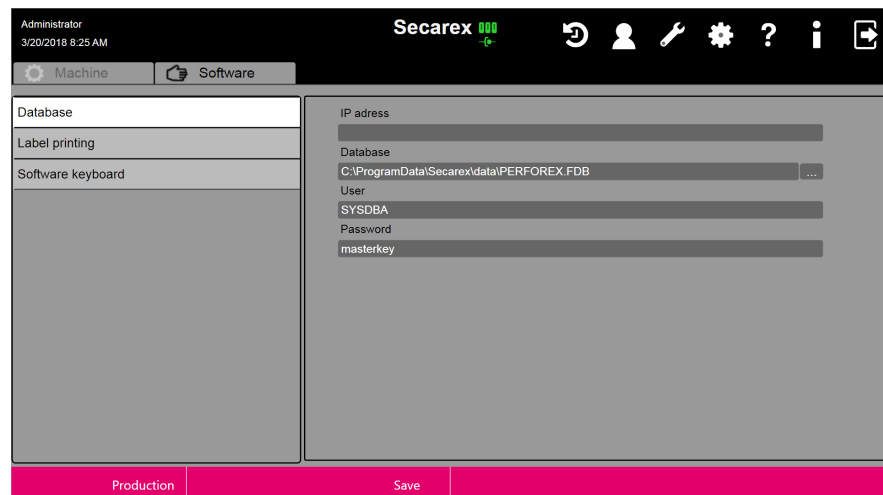 Administrator
3/20/2018 8:25 AM
Secarex
?
i
Machine
Software
Database
Label printing
Software keyboard
IP adress
Database
C:\ProgramData\Secarex\data\PERFOREX.FDB
...
User
SYSDBA
Password
masterkey
Production
Save